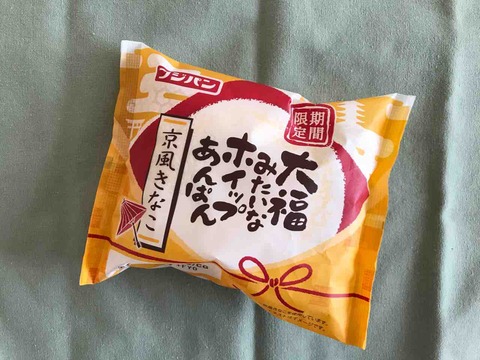 フジパン
期間
限定
大福
みたいな
ホイップ
あんぱん
京風きなこ